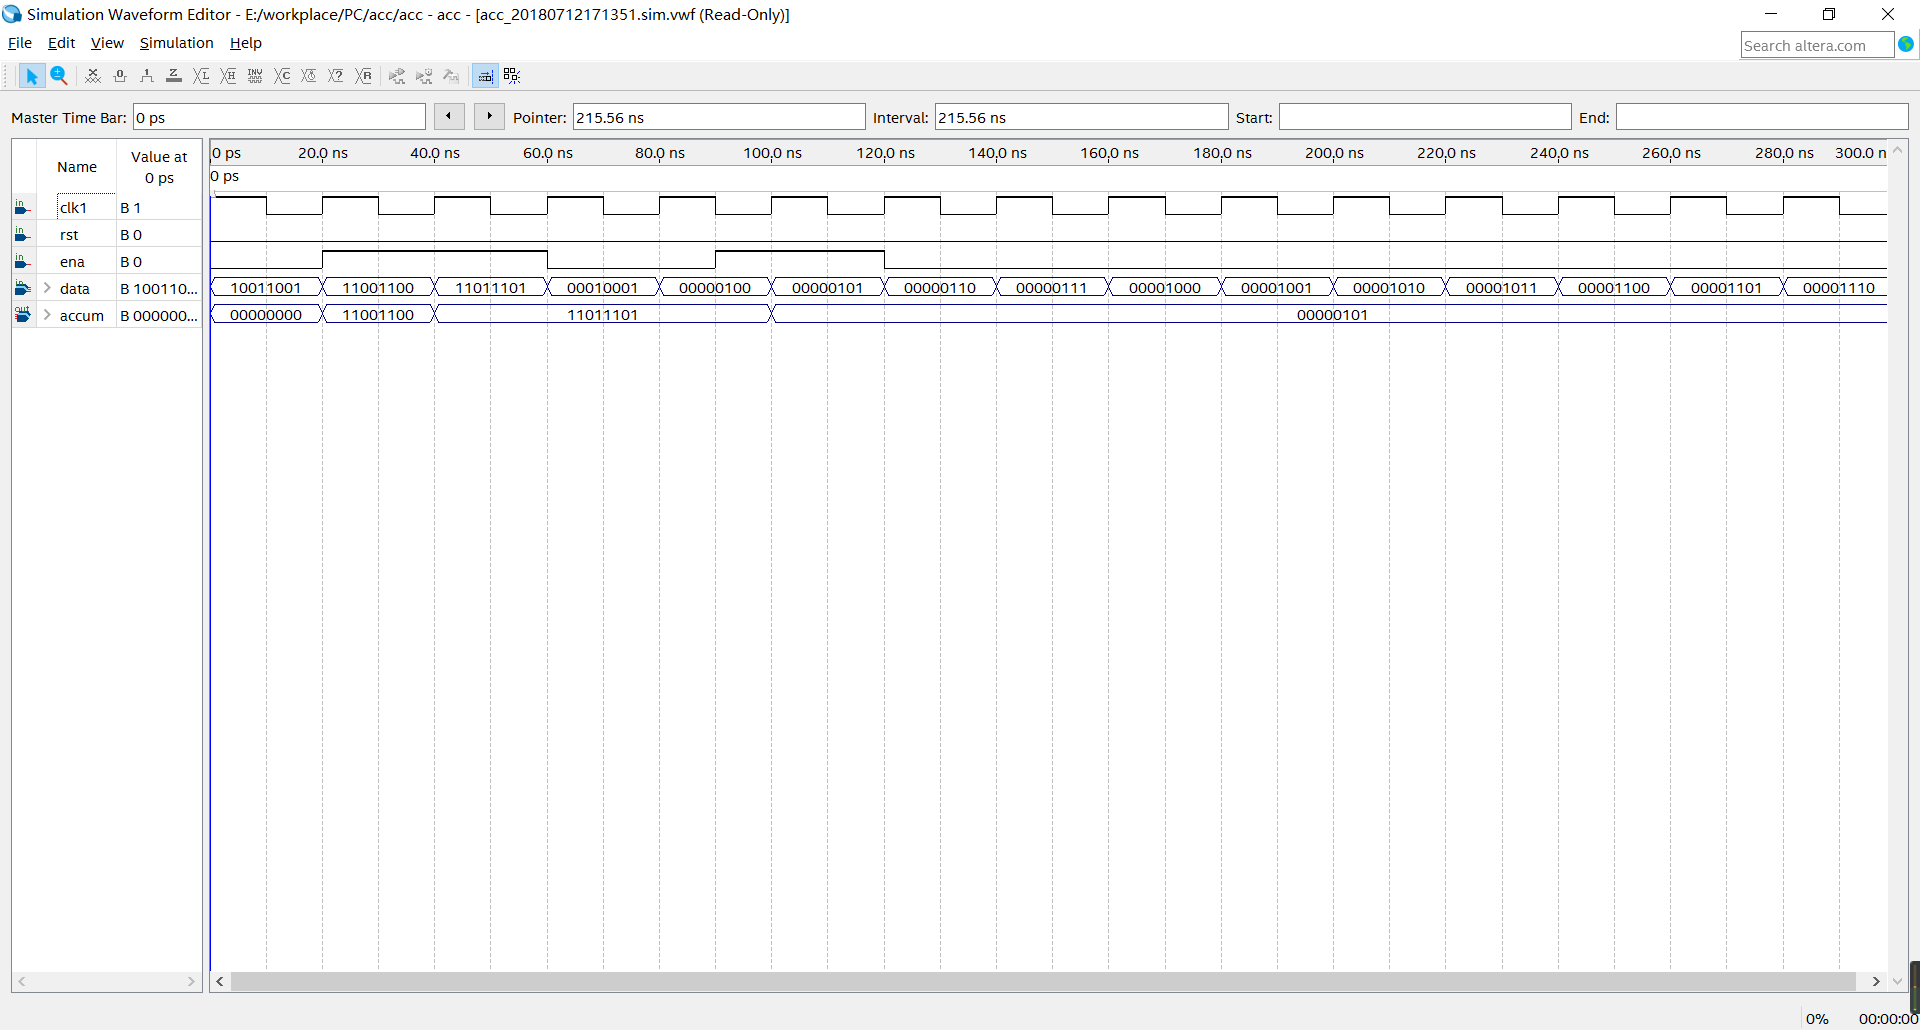 Simulation Waveform Editor - E:/workplace/PC/acc/acc - acc - [acc_20180712171351.sim.vwf (Read-Only)]
File Edit View Simulation Help
Search altera.com
Master Time Bar: 0 ps Pointer: 215.56 ns Interval: 215.56 ns Start: End:
Name Value at 0 ps
0 ps 20.0 ns 40.0 ns 60.0 ns 80.0 ns 100.0 ns 120.0 ns 140.0 ns 160.0 ns 180.0 ns 200.0 ns 220.0 ns 240.0 ns 260.0 ns 280.0 ns 300.0 n
0 ps
in clk1 B 1
in rst B 0
in ena B 0
in data B 100110... 10011001 11001100 11011101 00010001 00000100 00000101 00000110 00000111 00001000 00001001 00001010 00001011 00001100 00001101 00001110
out accum B 000000... 00000000 11001100 11011101 00000101
0% 00:00:00